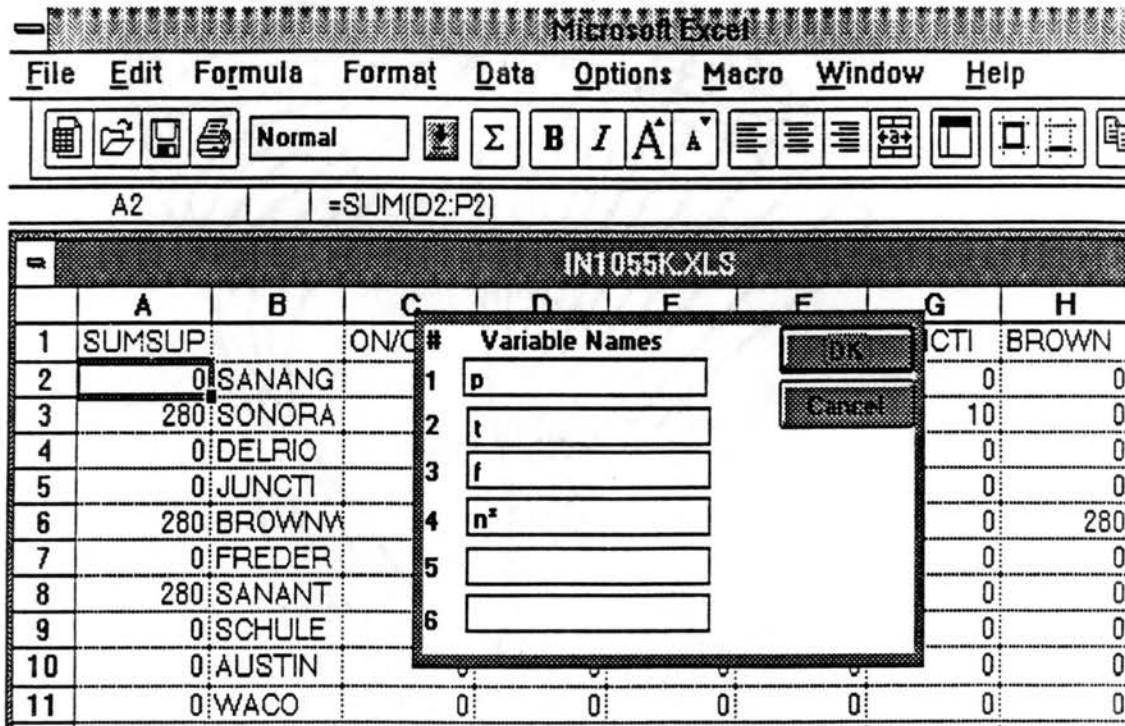 Microsoft Excel
File Edit Formula Format Data Options Macro Window Help
Normal Σ B I A A a
A2 =SUM(D2:P2)
IN1055K.XLS
A B C D E F G H
1 SUMSUP ON/O # Variable Names OK CTI BROWN
2 0 SANANG 1 p Cancel 0 0
3 280 SONORA 2 t 10 0
4 0 DELRIO 3 f 0 0
5 0 JUNCTI 0 0
6 280 BROWNW 4 n² 0 280
7 0 FREDER 5 0 0
8 280 SANANT 0 0
9 0 SCHULE 6 0 0
10 0 AUSTIN 0 0 0 0 0 0
11 0 WACO 0 0 0 0 0 0